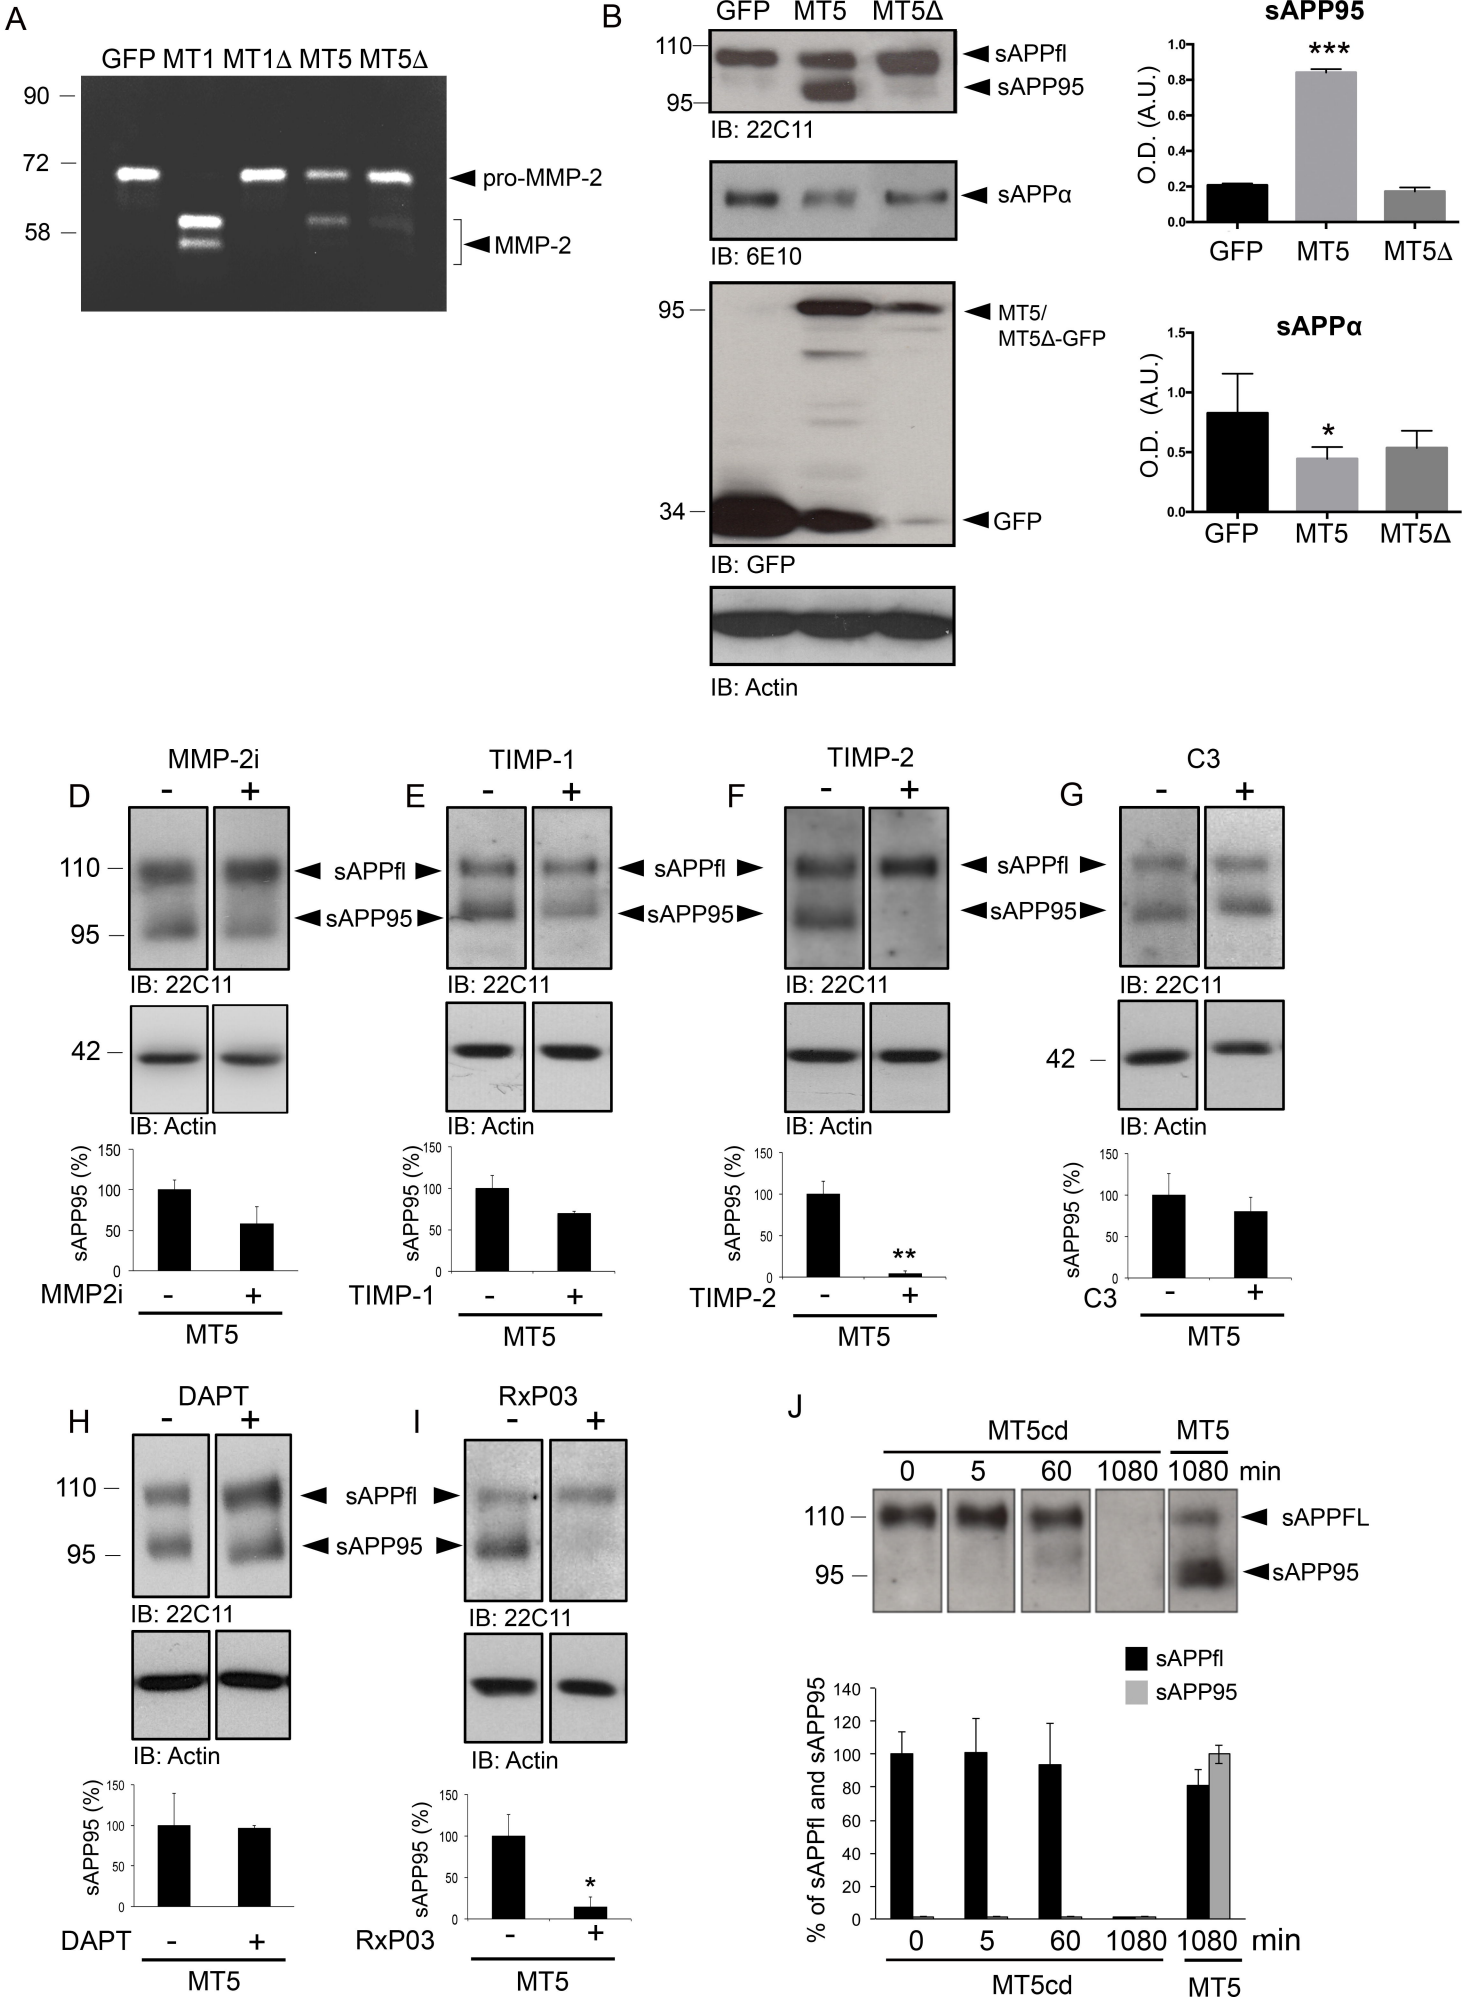 A
GFP MT1 MT1Δ MT5 MT5Δ
90
72
58
pro-MMP-2
MMP-2
B
GFP MT5 MT5Δ
110
95
sAPPfl
sAPP95
IB: 22C11
sAPPα
IB: 6E10
95
34
MT5/
MT5Δ-GFP
GFP
IB: GFP
IB: Actin
sAPP95
O.D. (A.U.)
1.0
0.8
0.6
0.4
0.2
0.0
***
GFP MT5 MT5Δ
sAPPα
O.D. (A.U.)
1.5
1.0
0.5
0.0
*
GFP MT5 MT5Δ
D
MMP-2i
- +
110
95
sAPPfl
sAPP95
IB: 22C11
42
IB: Actin
sAPP95 (%)
150
100
50
0
MMP2i - +
MT5
E
TIMP-1
- +
sAPPfl
sAPP95
IB: 22C11
IB: Actin
sAPP95 (%)
150
100
50
0
TIMP-1 - +
MT5
F
TIMP-2
- +
sAPPfl
sAPP95
IB: 22C11
IB: Actin
sAPP95 (%)
150
100
50
0
**
TIMP-2 - +
MT5
G
C3
- +
IB: 22C11
42
IB: Actin
sAPP95 (%)
150
100
50
0
C3 - +
MT5
H
DAPT
- +
110
95
sAPPfl
sAPP95
IB: 22C11
IB: Actin
sAPP95 (%)
150
100
50
0
DAPT - +
MT5
I
RxP03
- +
IB: 22C11
IB: Actin
sAPP95 (%)
150
100
50
0
*
RxP03 - +
MT5
J
MT5cd MT5
0 5 60 1080 1080 min
110
95
sAPPFL
sAPP95
sAPPfl
sAPP95
% of sAPPfl and sAPP95
140
120
100
80
60
40
20
0
0 5 60 1080 1080 min
MT5cd MT5